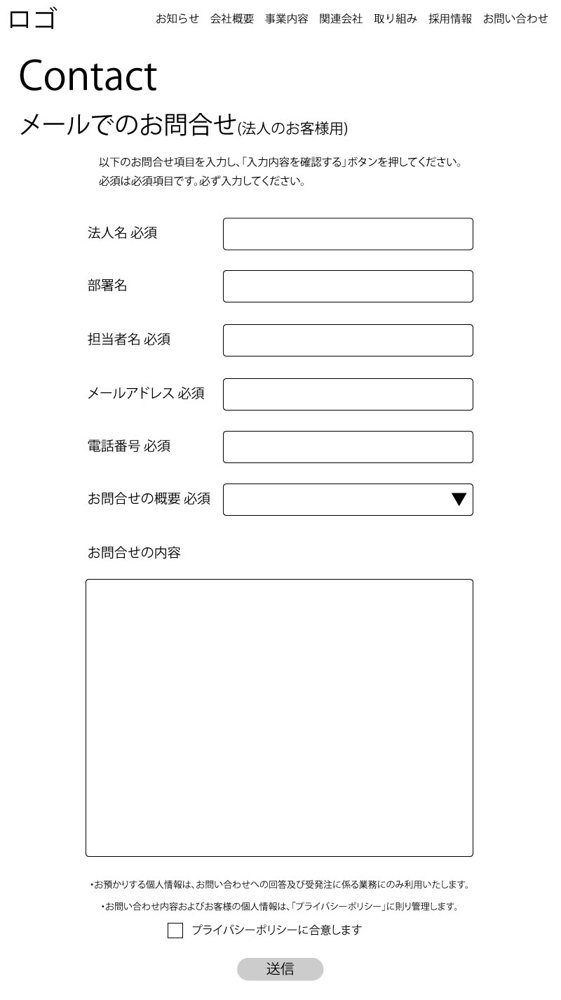 ロゴ
お知らせ 会社概要 事業内容 関連会社 取り組み 採用情報 お問い合わせ
Contact
メールでのお問合せ(法人のお客様用)
以下のお問合せ項目を入力し、「入力内容を確認する」ボタンを押してください。
必須は必須項目です。必ず入力してください。
法人名 必須
部署名
担当者名 必須
メールアドレス 必須
電話番号 必須
お問合せの概要 必須
お問合せの内容
・お預かりする個人情報は、お問い合わせへの回答及び受発注に係る業務にのみ利用いたします。
・お問い合わせ内容およびお客様の個人情報は、「プライバシーポリシー」に則り管理します。
プライバシーポリシーに合意します
送信